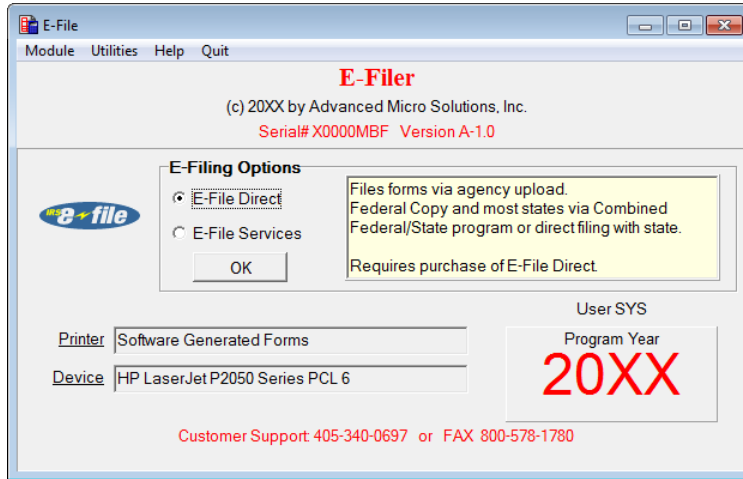 E-File
Module Utilities Help Quit
E-Filer
(c) 20XX by Advanced Micro Solutions, Inc.
Serial# X0000MBF Version A-1.0
E-Filing Options
E-File Direct
E-File Services
OK
Files forms via agency upload.
Federal Copy and most states via Combined
Federal/State program or direct filing with state.
Requires purchase of E-File Direct.
IRS e-file
User SYS
Printer Software Generated Forms
Device HP LaserJet P2050 Series PCL 6
Program Year
20XX
Customer Support: 405-340-0697 or FAX 800-578-1780